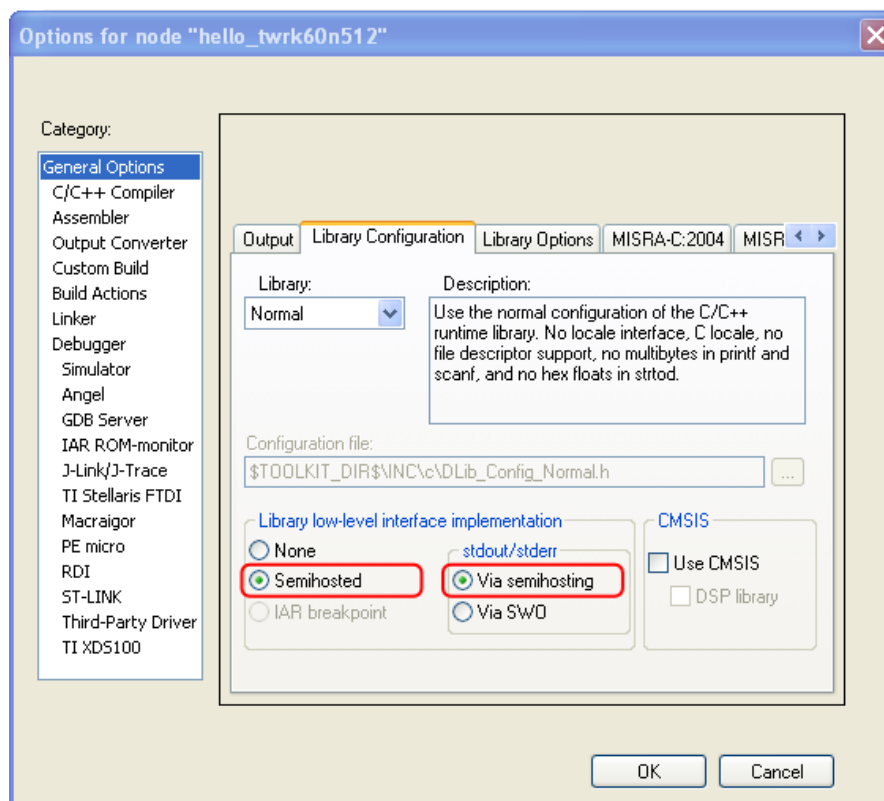 Options for node "hello_twrk60n512"
Category:
General Options
C/C++ Compiler
Assembler
Output Converter
Custom Build
Build Actions
Linker
Debugger
Simulator
Angel
GDB Server
IAR ROM-monitor
J-Link/J-Trace
TI Stellaris FTDI
Macraigor
PE micro
RDI
ST-LINK
Third-Party Driver
TI XDS100
Output Library Configuration Library Options MISRA-C:2004 MISR
Library:
Normal
Description:
Use the normal configuration of the C/C++
runtime library. No locale interface, C locale, no
file descriptor support, no multibytes in printf and
scanf, and no hex floats in strtod.
Configuration file:
$TOOLKIT_DIR$\INC\c\DLib_Config_Normal.h
...
Library low-level interface implementation
None
Semihosted
IAR breakpoint
stdout/stderr
Via semihosting
Via SWO
CMSIS
Use CMSIS
DSP library
OK Cancel